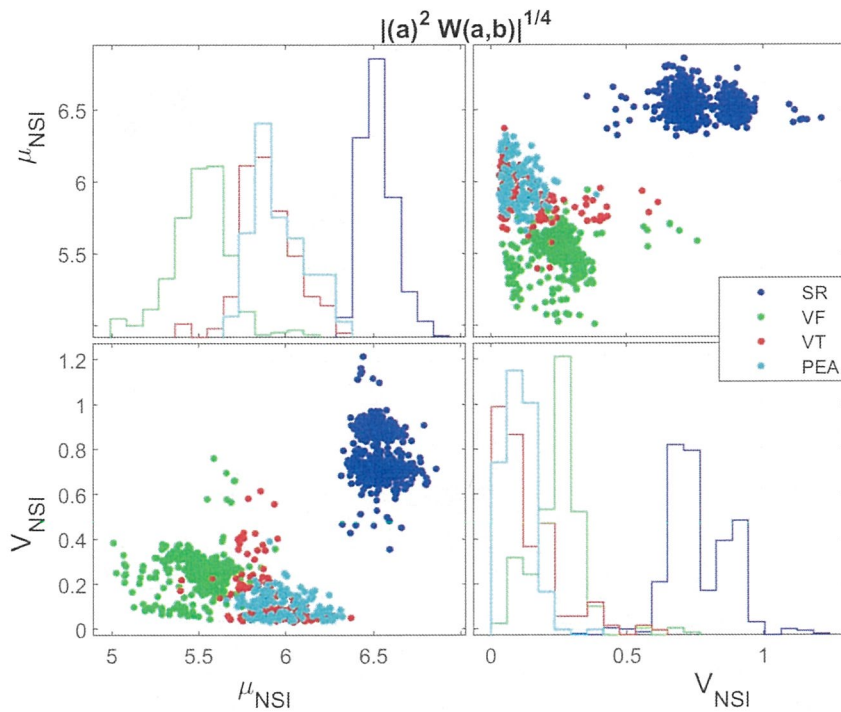 |(a)² W(a,b)|^1/4
μNSI
6.5
6
5.5
SR
VF
VT
PEA
VNSI
1.2
1
0.8
0.6
0.4
0.2
0
5 5.5 6 6.5
0 0.5 1
μNSI
VNSI